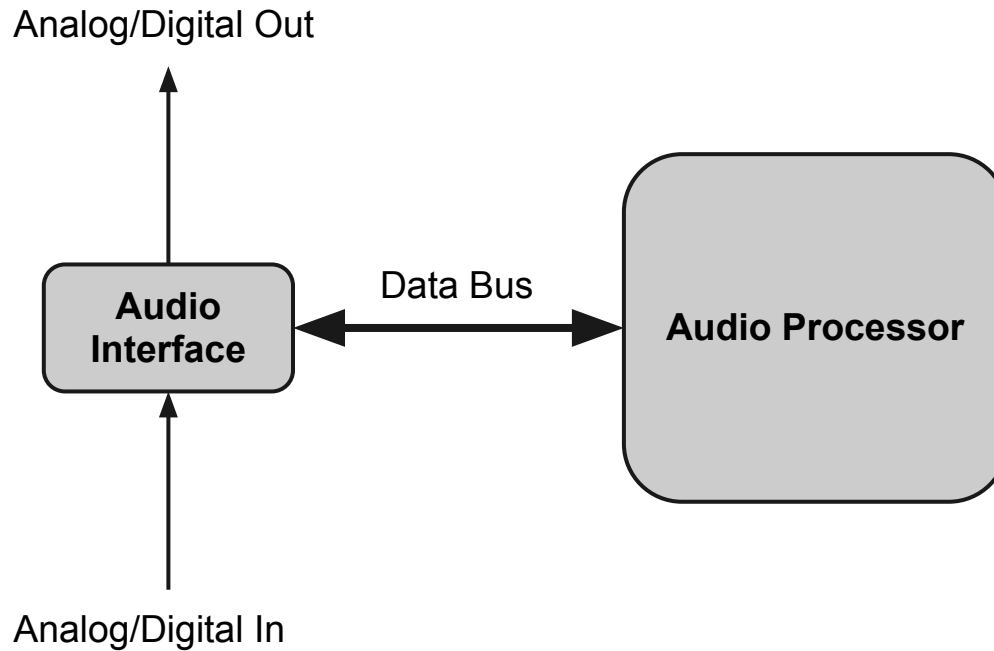 Analog/Digital Out
Data Bus
Audio
Interface
Audio Processor
Analog/Digital In